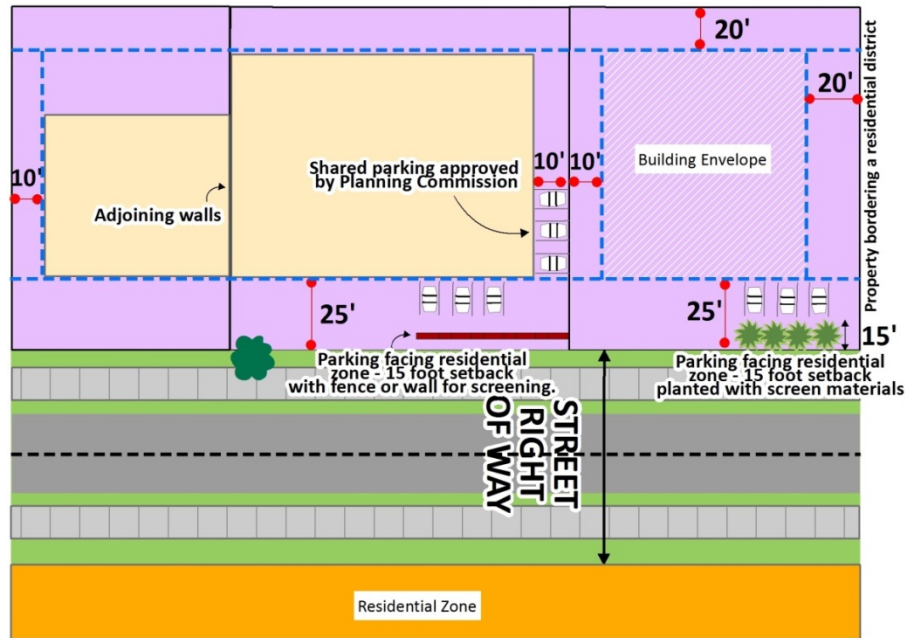 20'
20'
Property bordering a residential district
Building Envelope
Shared parking approved
by Planning Commission
10'
10'
10'
Adjoining walls
25'
25'
15'
Parking facing residential
zone - 15 foot setback
with fence or wall for screening.
Parking facing residential
zone - 15 foot setback
planted with screen materials
STREET
RIGHT
OF WAY
Residential Zone